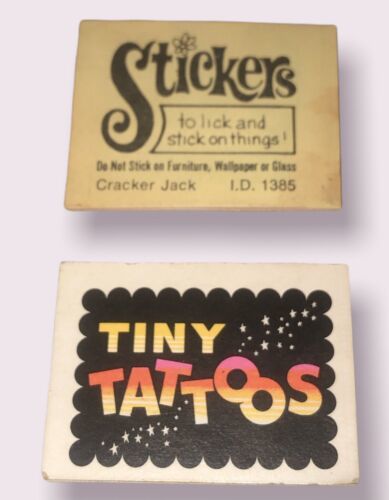 Stickers
to lick and
stick on things!
Do Not Stick on Furniture, Wallpaper or Glass
Cracker Jack I.D. 1385
TINY
TATTOOS